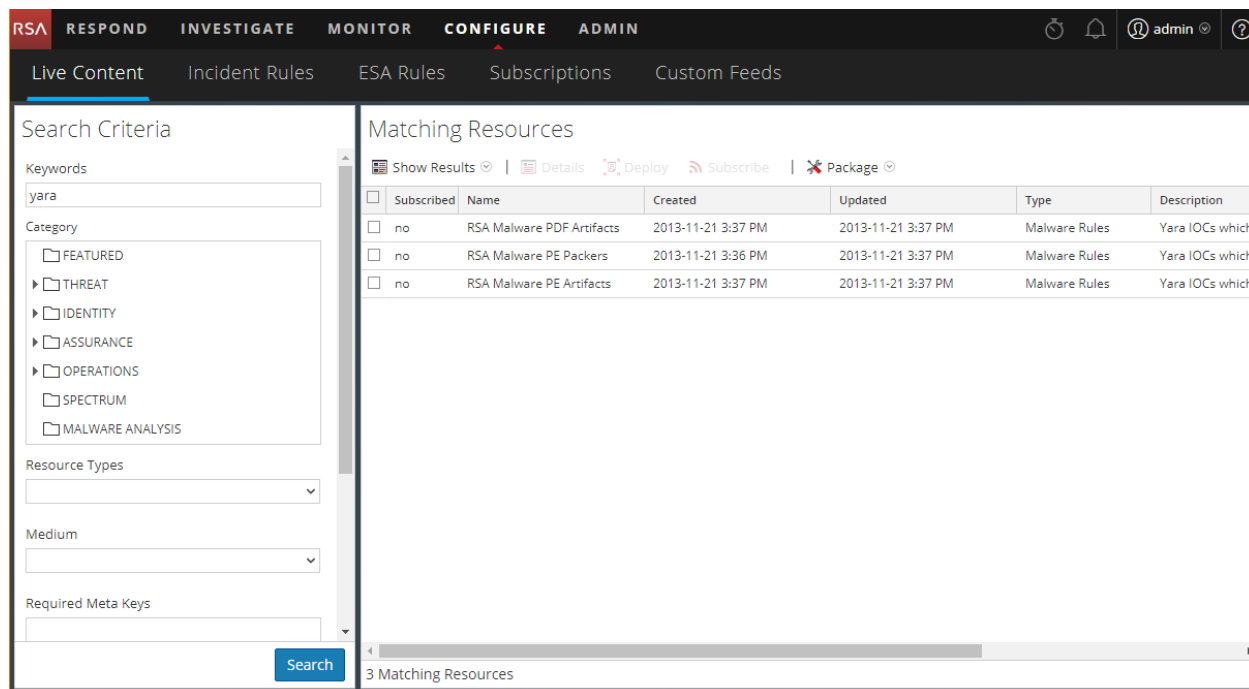 RSA RESPOND INVESTIGATE MONITOR CONFIGURE ADMIN admin
Live Content Incident Rules ESA Rules Subscriptions Custom Feeds
Search Criteria
Keywords
yara
Category
FEATURED
THREAT
IDENTITY
ASSURANCE
OPERATIONS
SPECTRUM
MALWARE ANALYSIS
Resource Types
Medium
Required Meta Keys
Search
Matching Resources
Show Results | Details Deploy Subscribe | Package
Subscribed Name Created Updated Type Description
no RSA Malware PDF Artifacts 2013-11-21 3:37 PM 2013-11-21 3:37 PM Malware Rules Yara IOCs which
no RSA Malware PE Packers 2013-11-21 3:36 PM 2013-11-21 3:37 PM Malware Rules Yara IOCs which
no RSA Malware PE Artifacts 2013-11-21 3:37 PM 2013-11-21 3:37 PM Malware Rules Yara IOCs which
3 Matching Resources